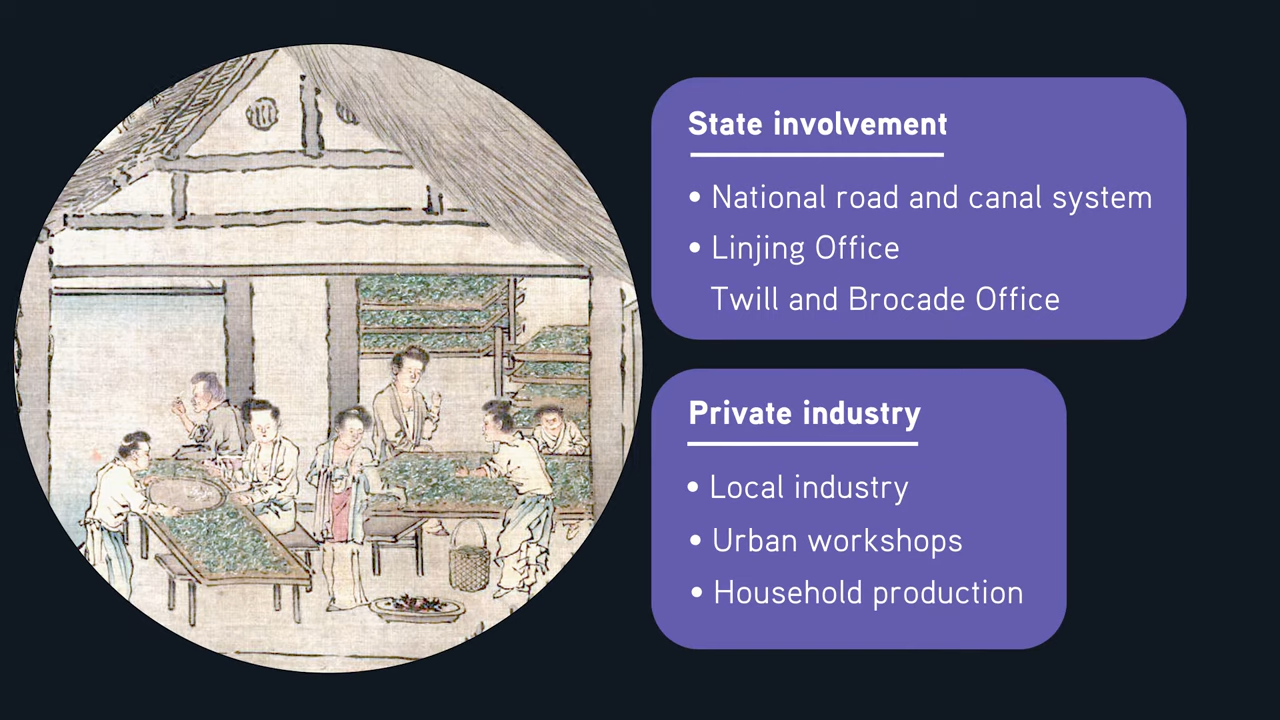 State involvement
• National road and canal system
• Linjing Office
Twill and Brocade Office
Private industry
• Local industry
• Urban workshops
• Household production